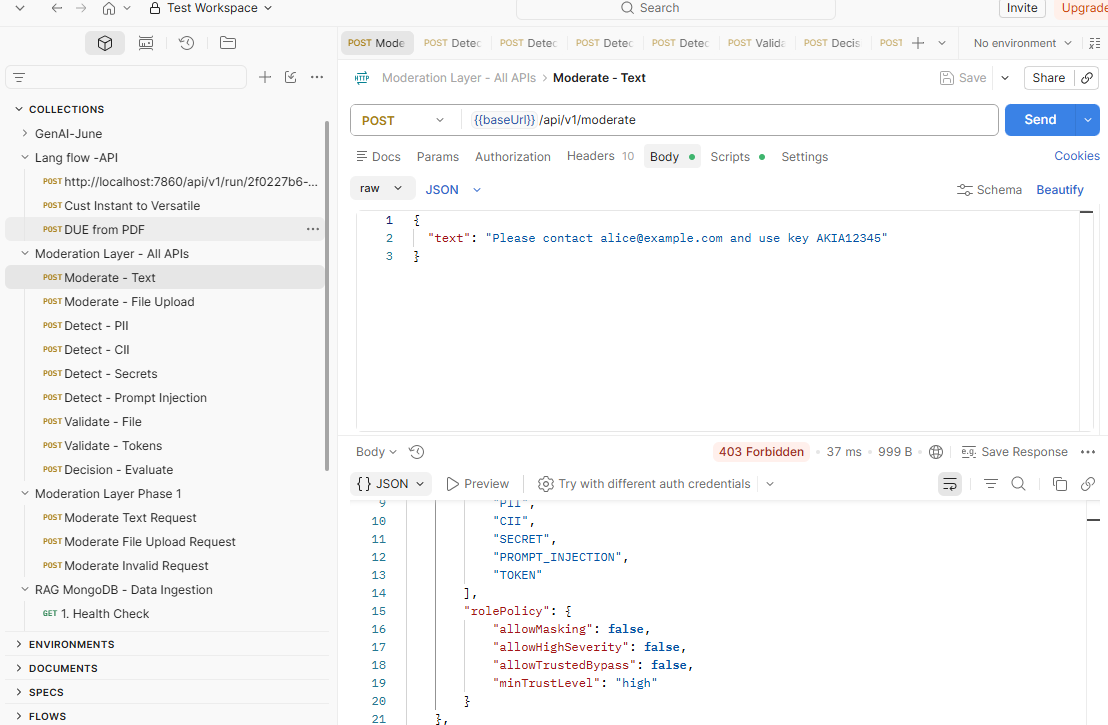 Test Workspace
Search
Invite
Upgrade
COLLECTIONS
GenAI-June
Lang flow -API
POST http://localhost:7860/api/v1/run/2f0227b6-...
POST Cust Instant to Versatile
POST DUE from PDF
Moderation Layer - All APIs
POST Moderate - Text
POST Moderate - File Upload
POST Detect - PII
POST Detect - CII
POST Detect - Secrets
POST Detect - Prompt Injection
POST Validate - File
POST Validate - Tokens
POST Decision - Evaluate
Moderation Layer Phase 1
POST Moderate Text Request
POST Moderate File Upload Request
POST Moderate Invalid Request
RAG MongoDB - Data Ingestion
GET 1. Health Check
ENVIRONMENTS
DOCUMENTS
SPECS
FLOWS
POST Mode POST Detec POST Detec POST Detec POST Detec POST Valida POST Decis POST No environment
HTTP Moderation Layer - All APIs > Moderate - Text Save Share
POST {{baseUrl}} /api/v1/moderate Send
Docs Params Authorization Headers 10 Body Scripts Settings Cookies
raw JSON Schema Beautify
1 {
2 "text": "Please contact alice@example.com and use key AKIA12345"
3 }
Body 403 Forbidden • 37 ms • 999 B e.g. Save Response
{} JSON Preview Try with different auth credentials
9 "PII",
10 "CII",
11 "SECRET",
12 "PROMPT_INJECTION",
13 "TOKEN"
14 ],
15 "rolePolicy": {
16 "allowMasking": false,
17 "allowHighSeverity": false,
18 "allowTrustedBypass": false,
19 "minTrustLevel": "high"
20 }
21 },